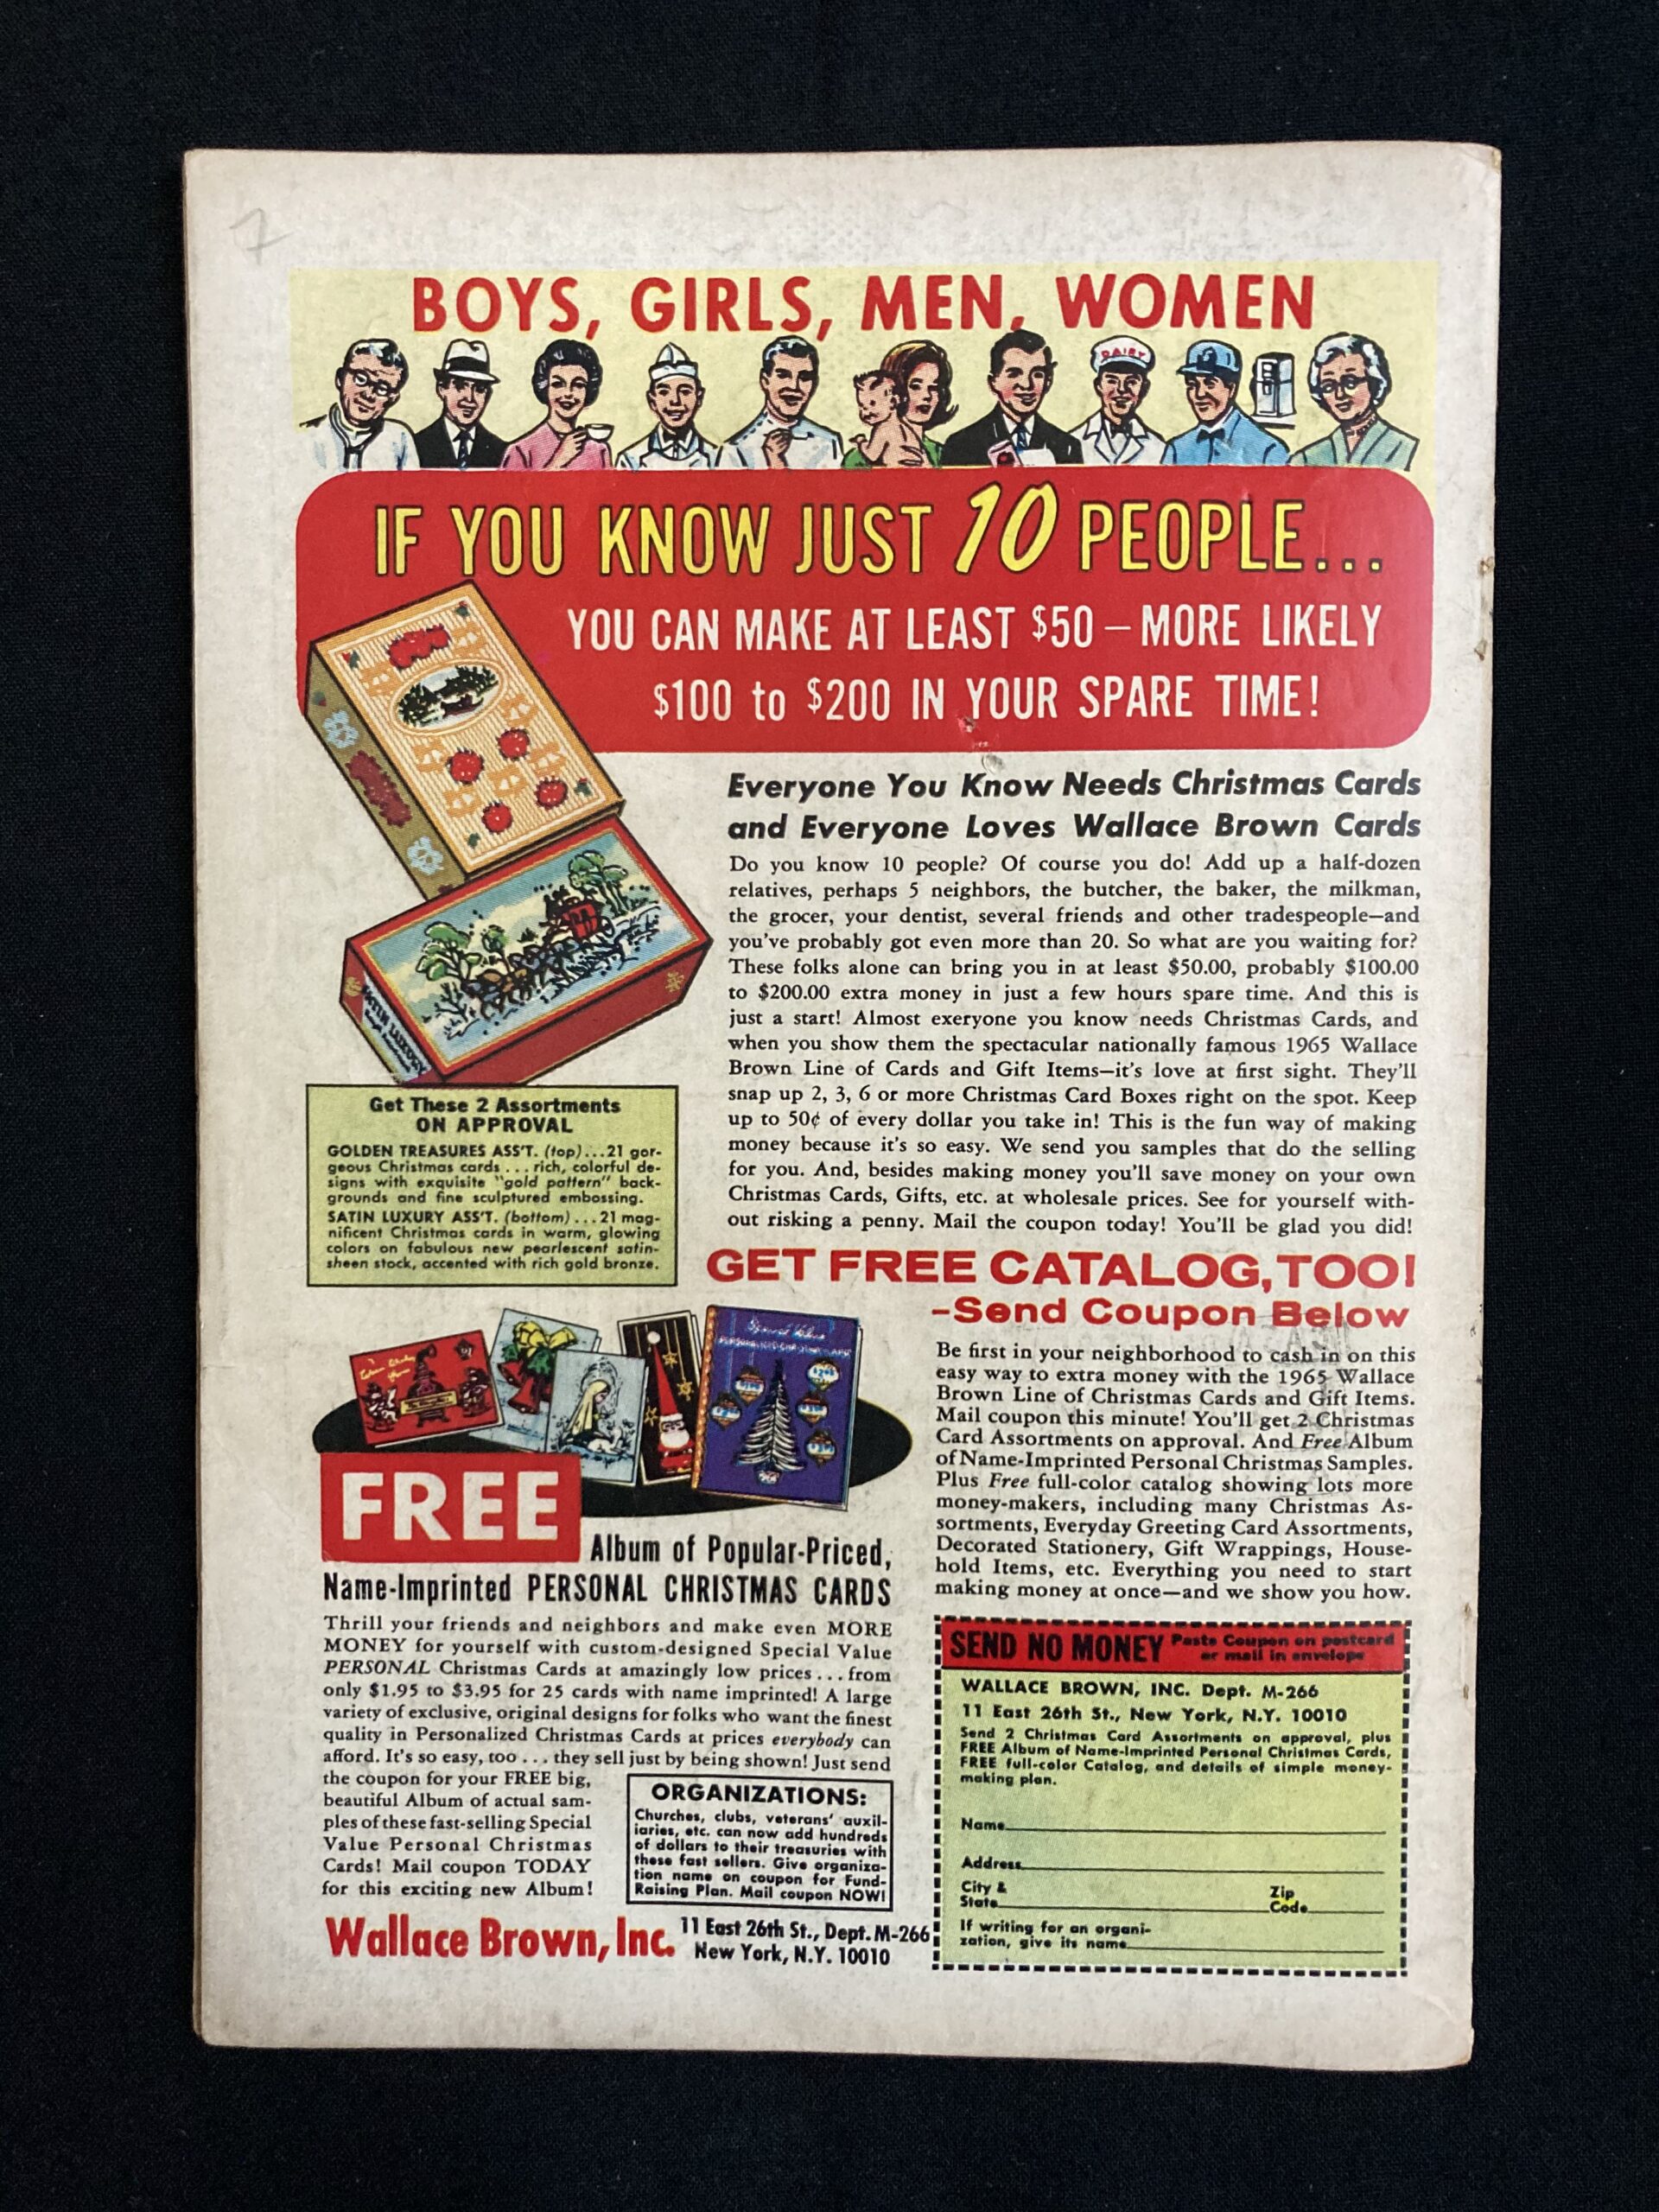 7
BOYS, GIRLS, MEN, WOMEN
DAIRY
IF YOU KNOW JUST 10 PEOPLE...
YOU CAN MAKE AT LEAST $50 – MORE LIKELY
$100 to $200 IN YOUR SPARE TIME!
Everyone You Know Needs Christmas Cards
and Everyone Loves Wallace Brown Cards
Do you know 10 people? Of course you do! Add up a half-dozen
relatives, perhaps 5 neighbors, the butcher, the baker, the milkman,
the grocer, your dentist, several friends and other tradespeople—and
you've probably got even more than 20. So what are you waiting for?
These folks alone can bring you in at least $50.00, probably $100.00
to $200.00 extra money in just a few hours spare time. And this is
just a start! Almost exeryone you know needs Christmas Cards, and
when you show them the spectacular nationally famous 1965 Wallace
Brown Line of Cards and Gift Items—it's love at first sight. They'll
snap up 2, 3, 6 or more Christmas Card Boxes right on the spot. Keep
up to 50¢ of every dollar you take in! This is the fun way of making
money because it's so easy. We send you samples that do the selling
for you. And, besides making money you'll save money on your own
Christmas Cards, Gifts, etc. at wholesale prices. See for yourself with-
out risking a penny. Mail the coupon today! You'll be glad you did!
SATIN LUXURY
Get These 2 Assortments
ON APPROVAL
GOLDEN TREASURES ASS'T. (top)...21 gor-
geous Christmas cards ... rich, colorful de-
signs with exquisite "gold pattern" back-
grounds and fine sculptured embossing.
SATIN LUXURY ASS'T. (bottom)...21 mag-
nificent Christmas cards in warm, glowing
colors on fabulous new pearlescent satin-
sheen stock, accented with rich gold bronze.
GET FREE CATALOG, TOO!
–Send Coupon Below
Be first in your neighborhood to cash in on this
easy way to extra money with the 1965 Wallace
Brown Line of Christmas Cards and Gift Items.
Mail coupon this minute! You'll get 2 Christmas
Card Assortments on approval. And Free Album
of Name-Imprinted Personal Christmas Samples.
Plus Free full-color catalog showing lots more
money-makers, including many Christmas As-
sortments, Everyday Greeting Card Assortments,
Decorated Stationery, Gift Wrappings, House-
hold Items, etc. Everything you need to start
making money at once—and we show you how.
FREE
Album of Popular-Priced,
Name-Imprinted PERSONAL CHRISTMAS CARDS
Thrill your friends and neighbors and make even MORE
MONEY for yourself with custom-designed Special Value
PERSONAL Christmas Cards at amazingly low prices ... from
only $1.95 to $3.95 for 25 cards with name imprinted! A large
variety of exclusive, original designs for folks who want the finest
quality in Personalized Christmas Cards at prices everybody can
afford. It's so easy, too ... they sell just by being shown! Just send
the coupon for your FREE big,
beautiful Album of actual sam-
ples of these fast-selling Special
Value Personal Christmas
Cards! Mail coupon TODAY
for this exciting new Album!
ORGANIZATIONS:
Churches, clubs, veterans' auxil-
iaries, etc. can now add hundreds
of dollars to their treasuries with
these fast sellers. Give organiza-
tion name on coupon for Fund-
Raising Plan. Mail coupon NOW!
Wallace Brown, Inc. 11 East 26th St., Dept. M-266
New York, N.Y. 10010
SEND NO MONEY Paste Coupon on postcard
or mail in envelope
WALLACE BROWN, INC. Dept. M-266
11 East 26th St., New York, N.Y. 10010
Send 2 Christmas Card Assortments on approval, plus
FREE Album of Name-Imprinted Personal Christmas Cards,
FREE full-color Catalog, and details of simple money-
making plan.
Name
Address
City &
State
Zip
Code
If writing for an organi-
zation, give its name